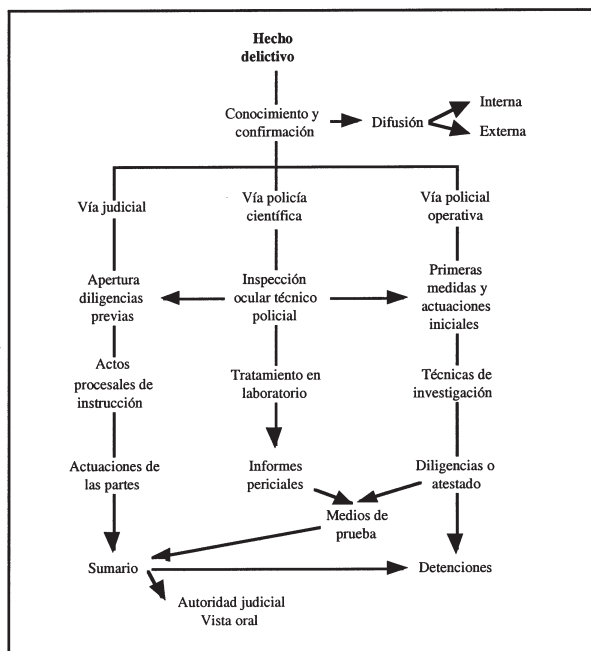 Hecho
delictivo
Conocimiento y
confirmación
Difusión
Interna
Externa
Vía judicial
Vía policía
científica
Vía policial
operativa
Apertura
diligencias
previas
Inspección
ocular técnico
policial
Primeras
medidas y
actuaciones
iniciales
Actos
procesales de
instrucción
Tratamiento en
laboratorio
Técnicas de
investigación
Actuaciones de
las partes
Informes
periciales
Diligencias o
atestado
Medios de
prueba
Sumario
Detenciones
Autoridad judicial
Vista oral